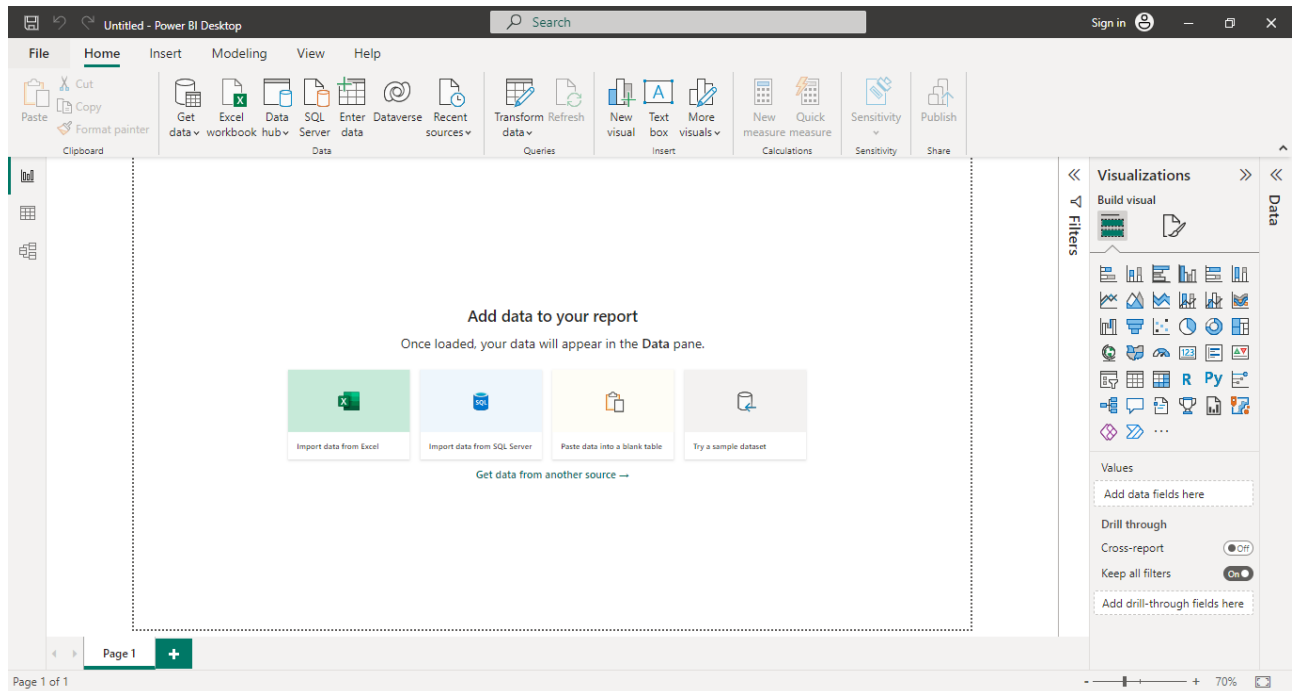 Untitled - Power BI Desktop
Search
Sign in
File Home Insert Modeling View Help
Paste
Cut
Copy
Format painter
Get data
Excel workbook
Data hub
SQL Server
Enter data
Dataverse
Recent sources
Transform data
Refresh
New visual
Text box
More visuals
New measure
Quick measure
Sensitivity
Publish
Clipboard Data Queries Insert Calculations Sensitivity Share
Add data to your report
Once loaded, your data will appear in the Data pane.
SQL
Import data from Excel
Import data from SQL Server
Paste data into a blank table
Try a sample dataset
Get data from another source →
Filters
Visualizations
Build visual
123
R Py
...
Values
Add data fields here
Drill through
Cross-report
Off
Keep all filters
On
Add drill-through fields here
Data
Page 1
+
Page 1 of 1
- + 70%